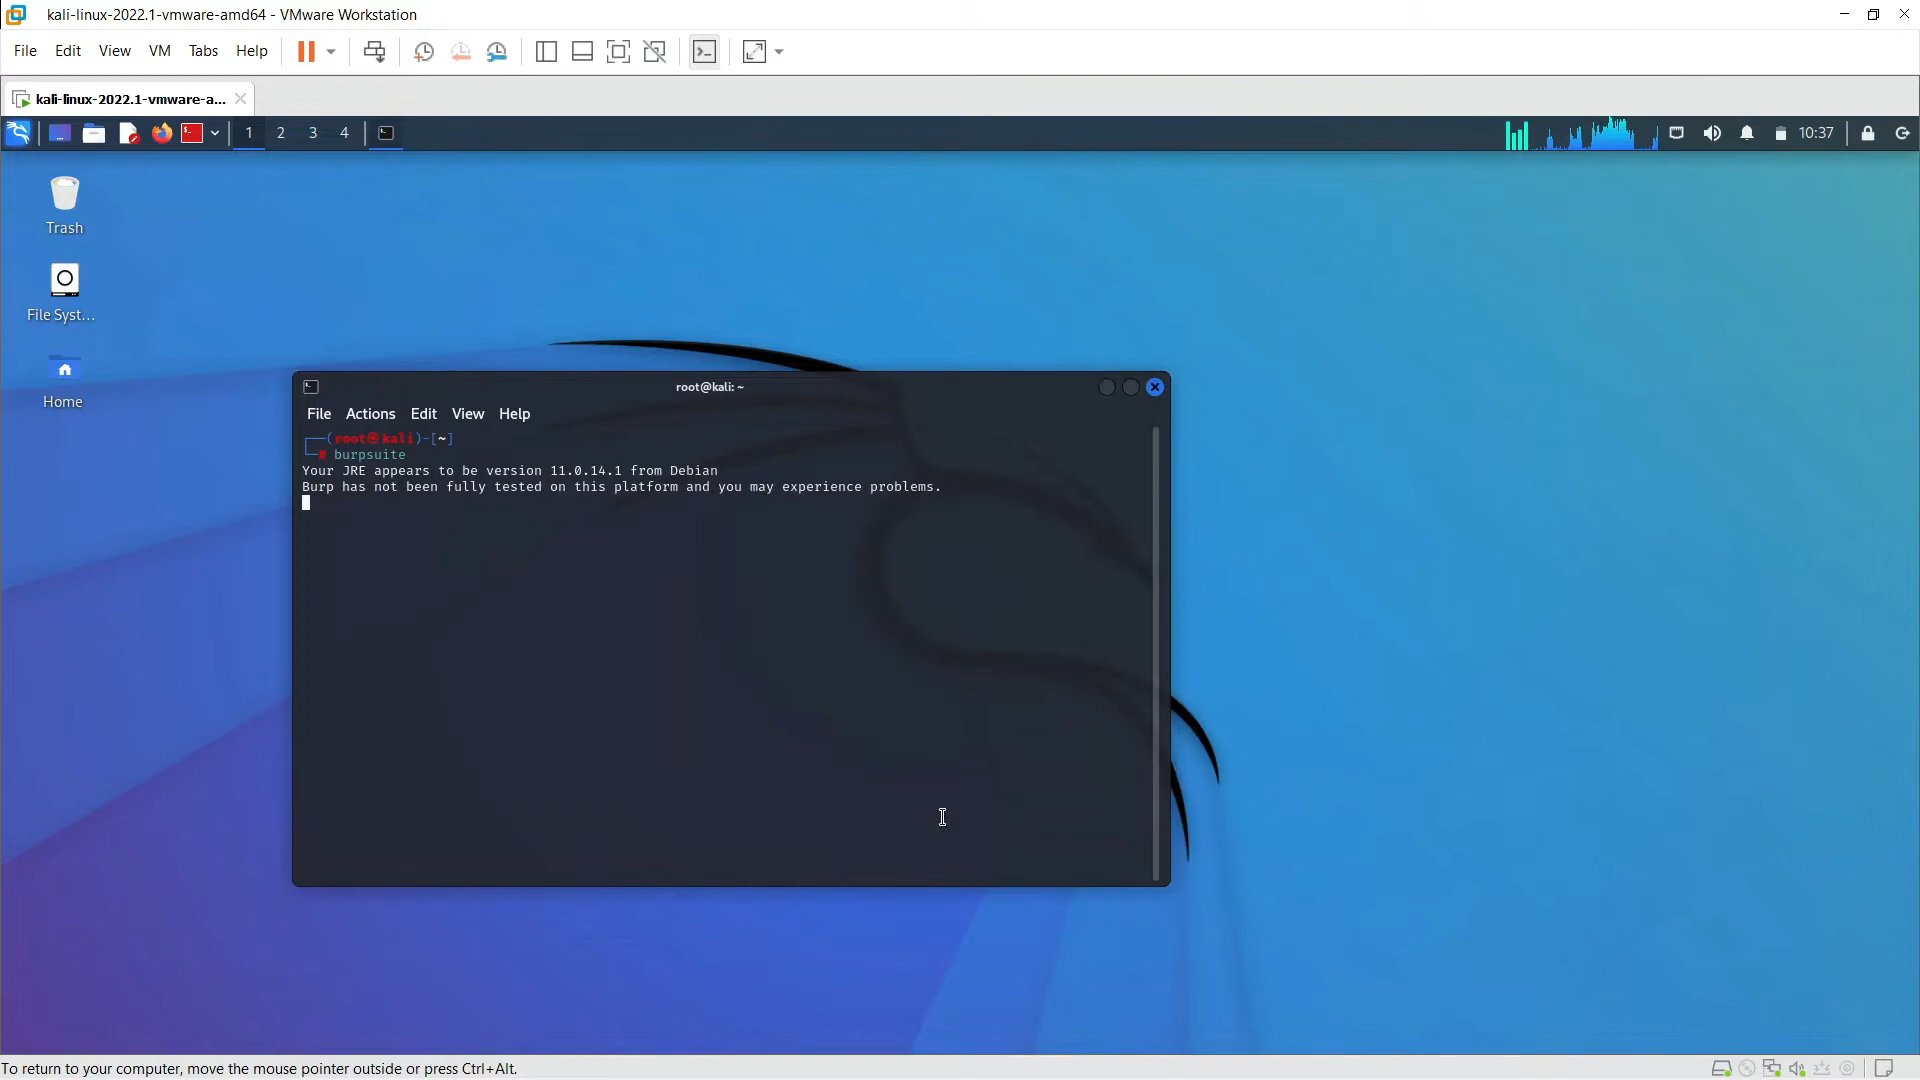 kali-linux-2022.1-vmware-amd64 - VMware Workstation
File Edit View VM Tabs Help
kali-linux-2022.1-vmware-a...
1 2 3 4 10:37
Trash
File Syst...
Home
root@kali: ~
File Actions Edit View Help
┌──(root㉿kali)-[~]
└─# burpsuite
Your JRE appears to be version 11.0.14.1 from Debian
Burp has not been fully tested on this platform and you may experience problems.
To return to your computer, move the mouse pointer outside or press Ctrl+Alt.